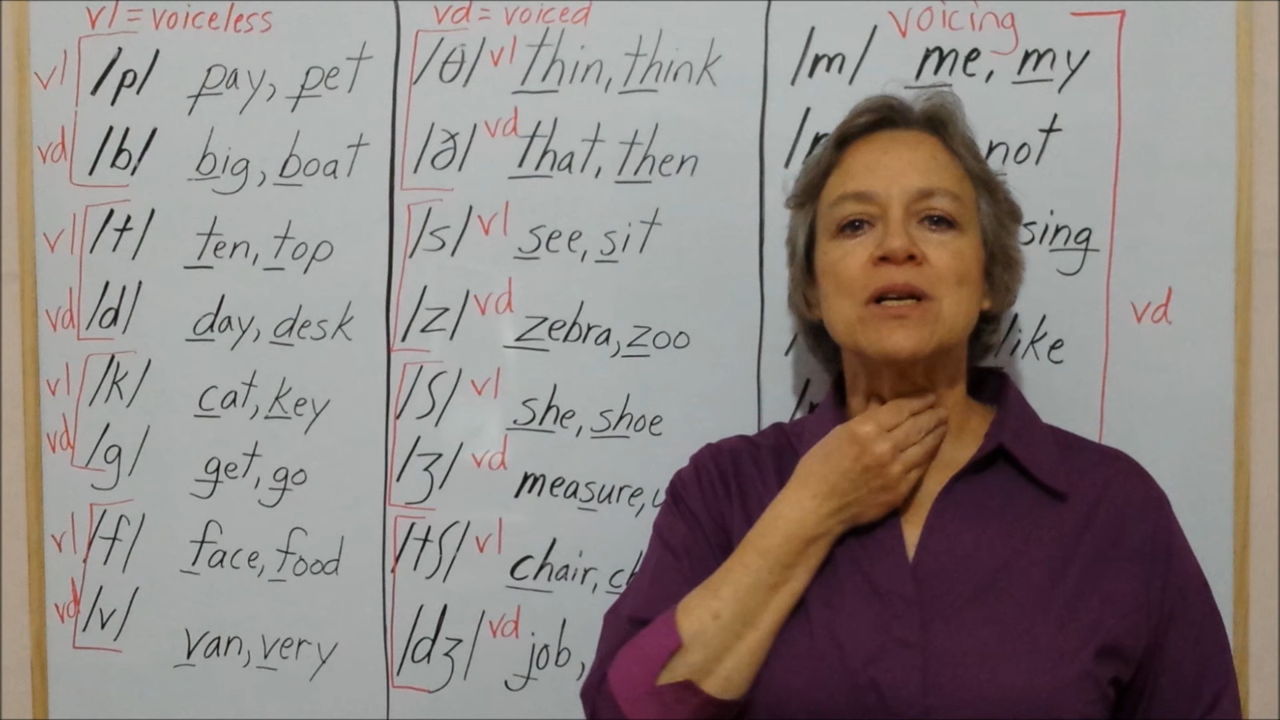 vl = voiceless
vl /p/ pay, pet
vd /b/ big, boat
vl /t/ ten, top
vd /d/ day, desk
vl /k/ cat, key
vd /g/ get, go
vl /f/ face, food
vd /v/ van, very
vd = voiced
/θ/ vl thin, think
/ð/ vd that, then
/s/ vl see, sit
/z/ vd zebra, zoo
/ʃ/ vl she, shoe
/ʒ/ vd measure,
/tʃ/ vl chair,
/dʒ/ vd job,
voicing
/m/ me, my
not
sing
like
vd